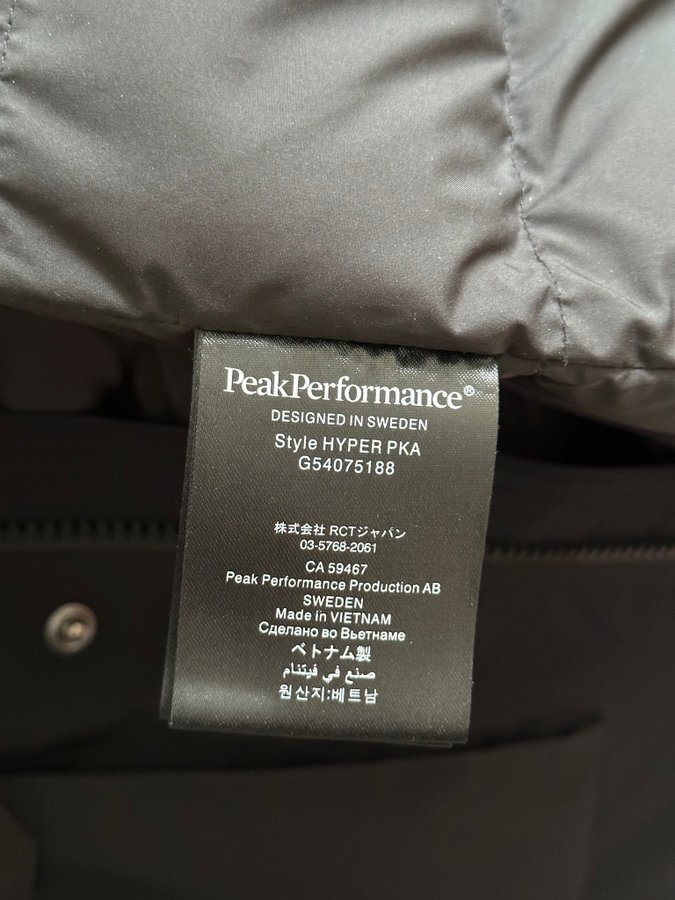 PeakPerformance®
DESIGNED IN SWEDEN
Style HYPER PKA
G54075188
株式会社 RCTジャパン
03-5768-2061
CA 59467
Peak Performance Production AB
SWEDEN
Made in VIETNAM
Сделано во Вьетнаме
ベトナム製
صنع في فيتنام
원산지:베트남